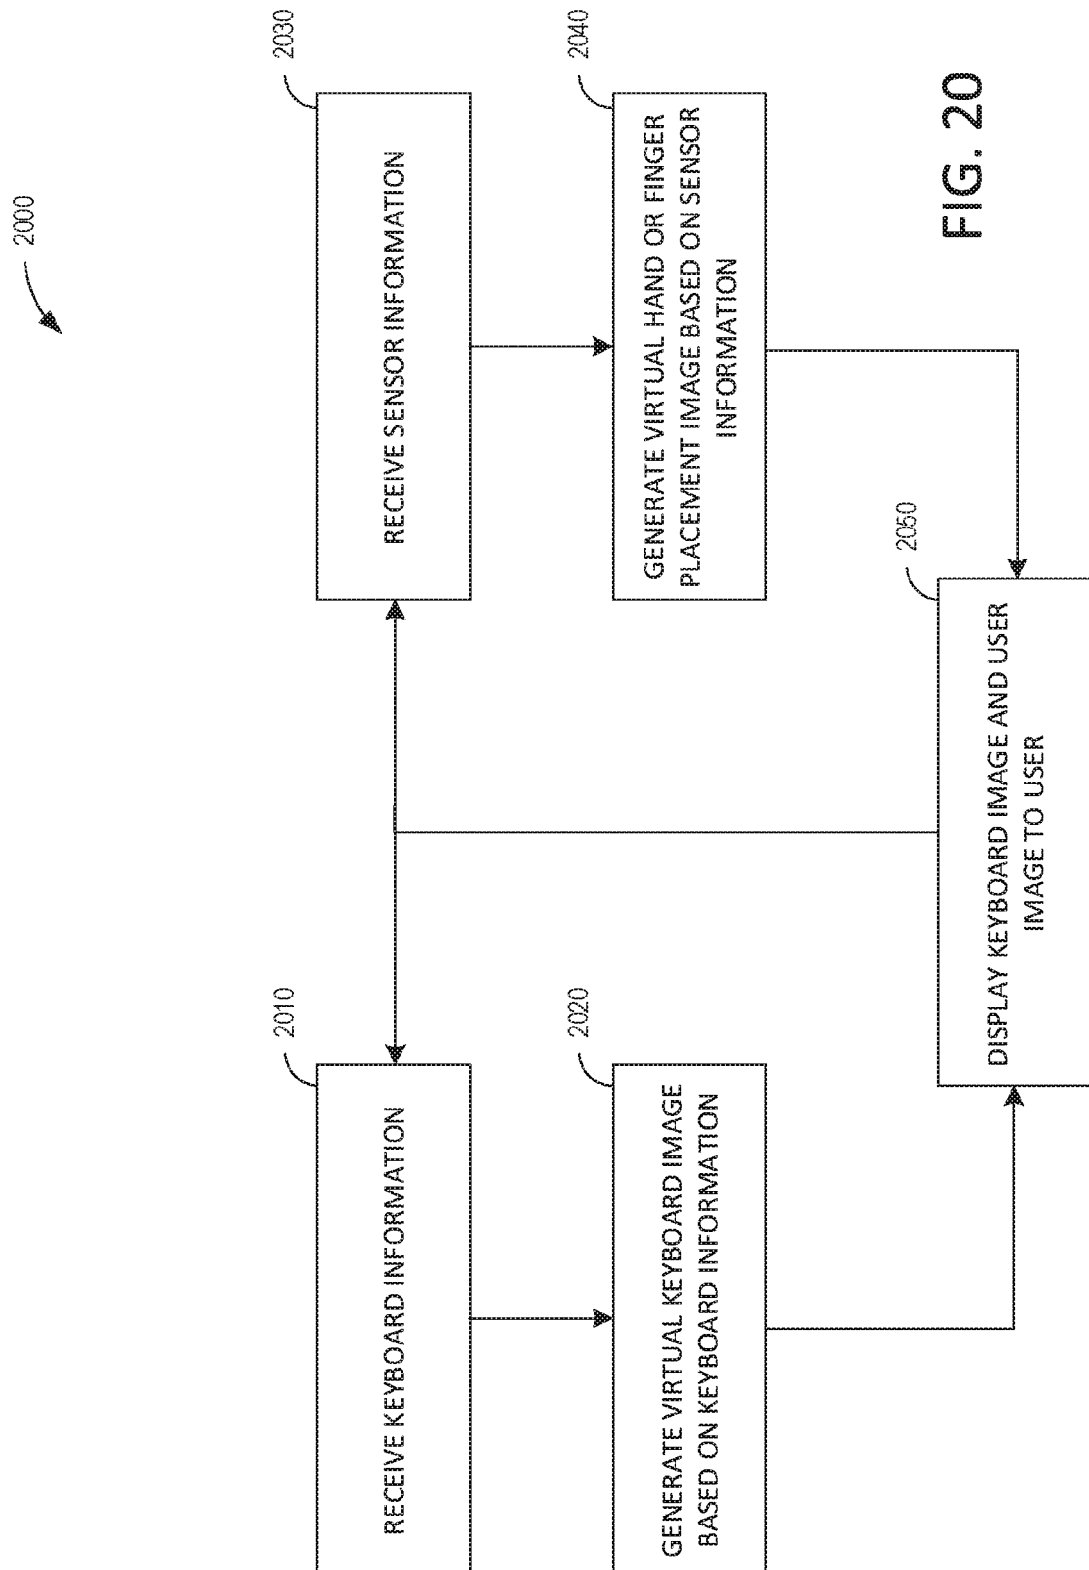 2000
2010
RECEIVE KEYBOARD INFORMATION
2030
RECEIVE SENSOR INFORMATION
2020
GENERATE VIRTUAL KEYBOARD IMAGE
BASED ON KEYBOARD INFORMATION
2040
GENERATE VIRTUAL HAND OR FINGER
PLACEMENT IMAGE BASED ON SENSOR
INFORMATION
2050
DISPLAY KEYBOARD IMAGE AND USER
IMAGE TO USER
FIG. 20